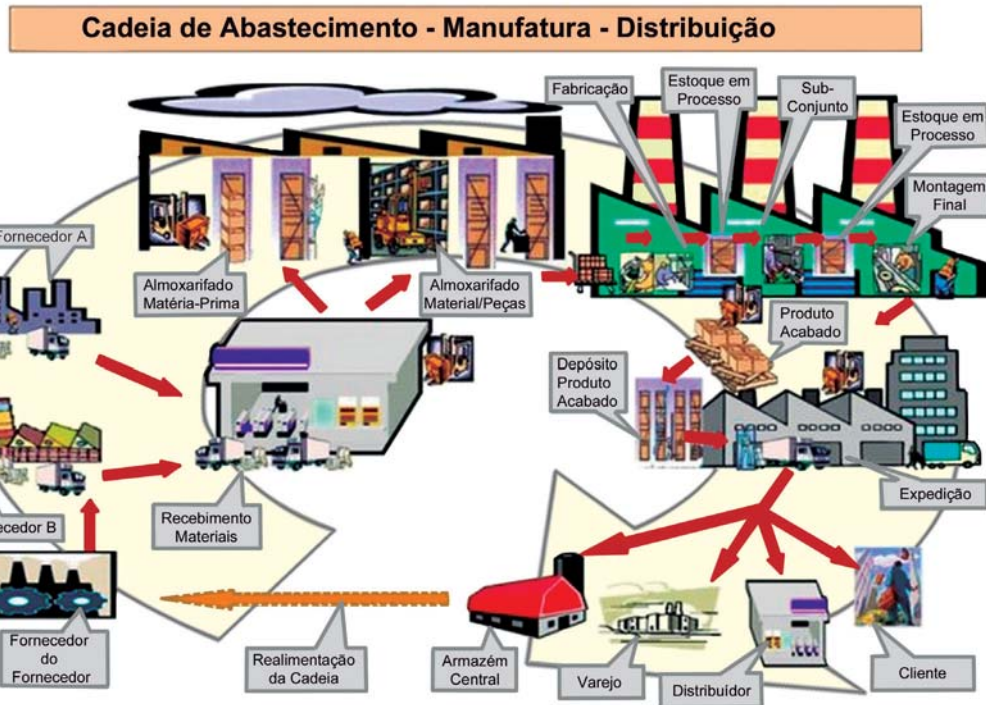 Cadeia de Abastecimento - Manufatura - Distribuição
Fabricação
Estoque em
Processo
Sub-
Conjunto
Estoque em
Processo
Montagem
Final
Fornecedor A
Almoxarifado
Matéria-Prima
Almoxarifado
Material/Peças
Produto
Acabado
Depósito
Produto
Acabado
Expedição
ecedor B
Recebimento
Materiais
Fornecedor
do
Fornecedor
Realimentação
da Cadeia
Armazém
Central
Varejo
Distribuídor
Cliente